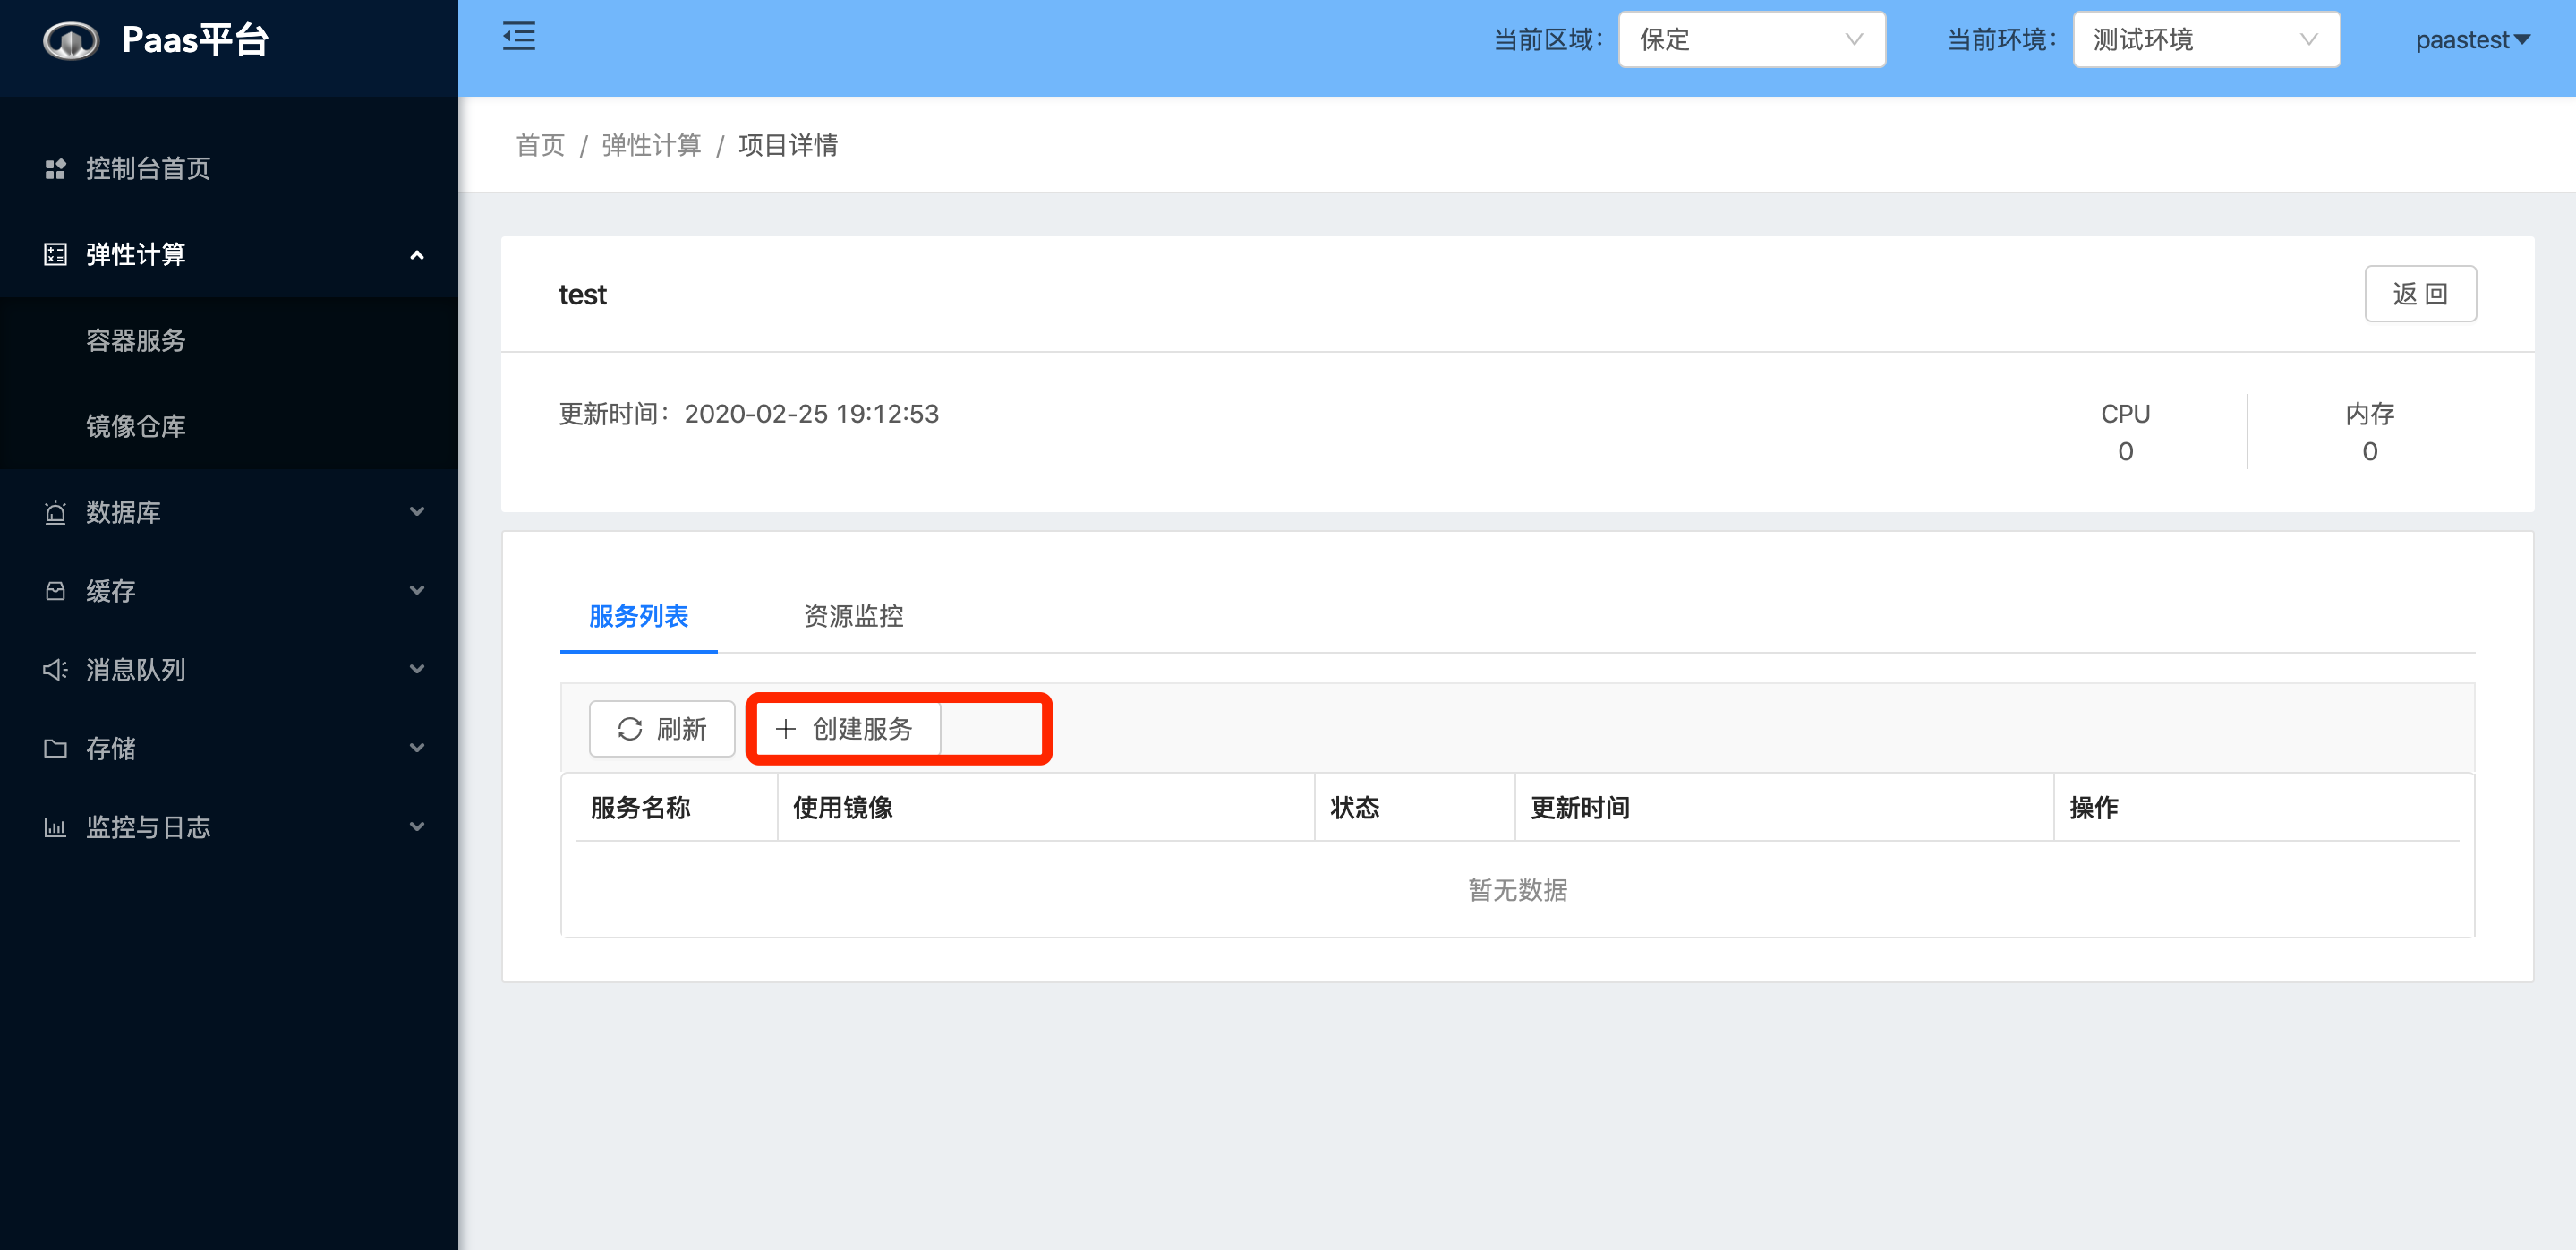 Paas平台
当前区域： 保定 当前环境： 测试环境 paastest
首页 / 弹性计算 / 项目详情
控制台首页
弹性计算
容器服务
镜像仓库
数据库
缓存
消息队列
存储
监控与日志
test 返 回
更新时间： 2020-02-25 19:12:53
CPU
0
内存
0
服务列表 资源监控
刷新 创建服务
服务名称 使用镜像 状态 更新时间 操作
暂无数据